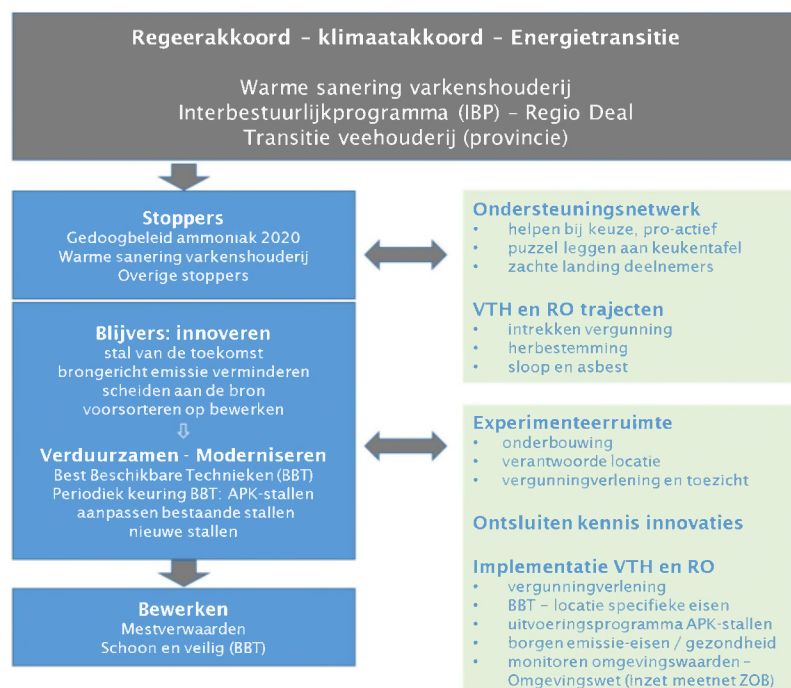 Regeerakkoord – klimaatakkoord – Energietransitie
Warme sanering varkenshouderij
Interbestuurlijkprogramma (IBP) – Regio Deal
Transitie veehouderij (provincie)
Stoppers
Gedoogbeleid ammoniak 2020
Warme sanering varkenshouderij
Overige stoppers
Blijvers: innoveren
stal van de toekomst
brongericht emissie verminderen
scheiden aan de bron
voorsorteren op bewerken
Verduurzamen - Moderniseren
Best Beschikbare Technieken (BBT)
Periodiek keuring BBT: APK-stallen
aanpassen bestaande stallen
nieuwe stallen
Bewerken
Mestverwaarden
Schoon en veilig (BBT)
Ondersteuningsnetwerk
• helpen bij keuze, pro-actief
• puzzel leggen aan keukentafel
• zachte landing deelnemers
VTH en RO trajecten
• intrekken vergunning
• herbestemming
• sloop en asbest
Experimenteerruimte
• onderbouwing
• verantwoorde locatie
• vergunningverlening en toezicht
Ontsluiten kennis innovaties
Implementatie VTH en RO
• vergunningverlening
• BBT – locatie specifieke eisen
• uitvoeringsprogramma APK-stallen
• borgen emissie-eisen / gezondheid
• monitoren omgevingswaarden –
Omgevingswet (inzet meetnet ZOB)